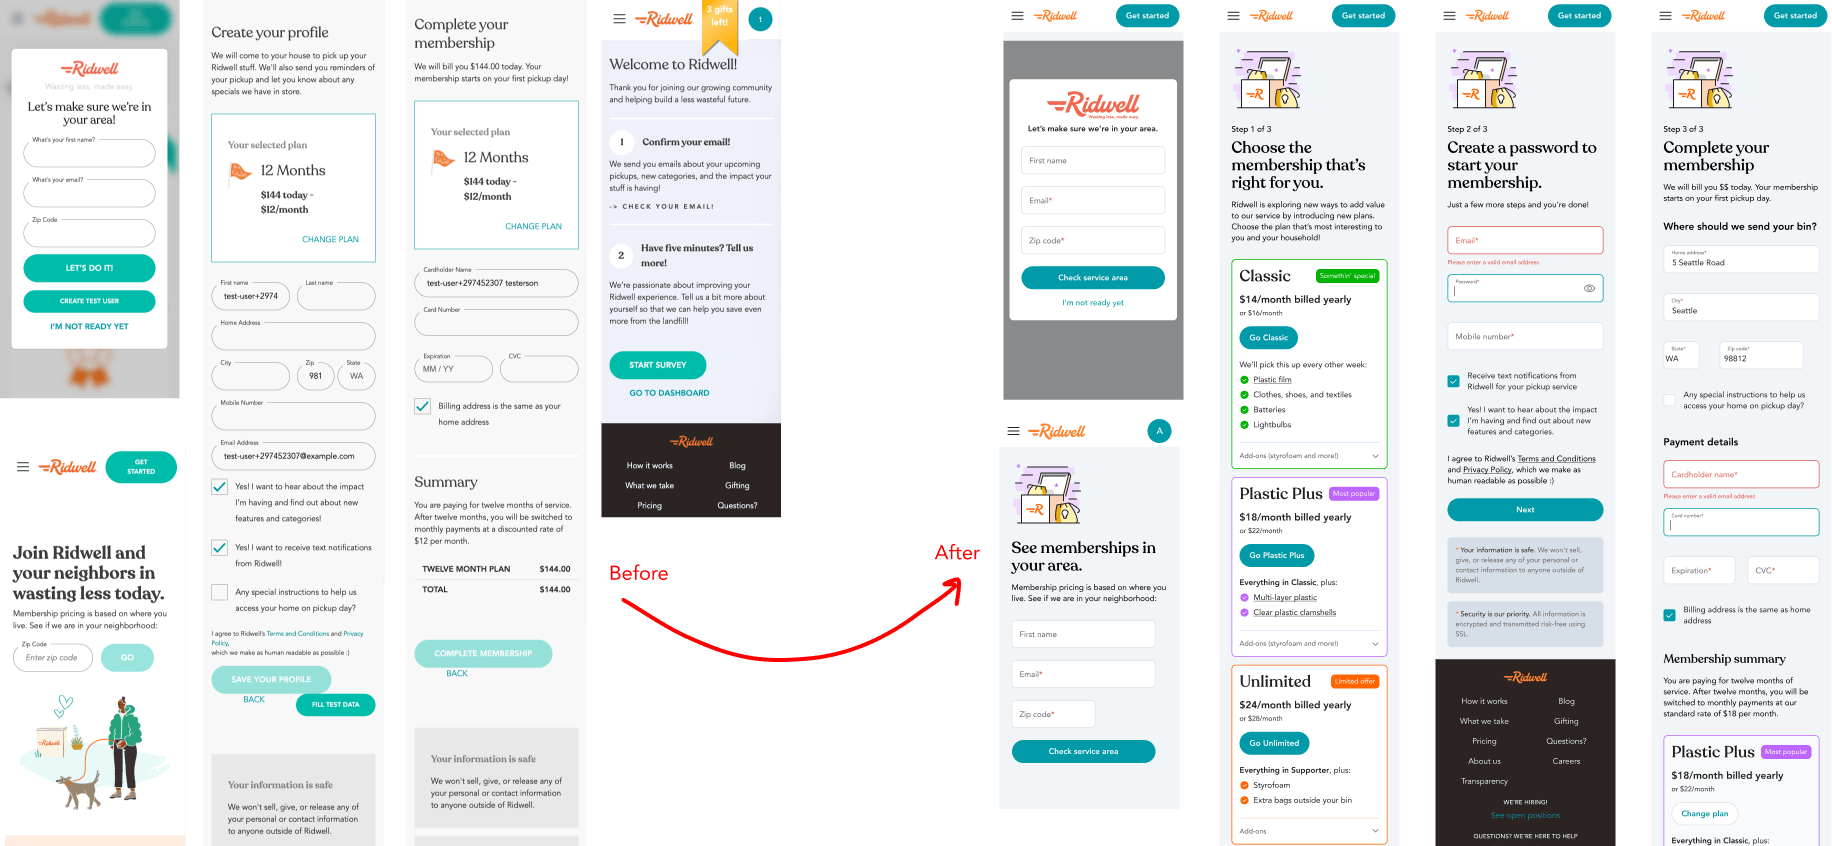 Ridwell
Wasting less, made easy.
Let's make sure we're in
your area!
What's your first name?
What's your email?
Zip Code
LET'S DO IT!
CREATE TEST USER
I'M NOT READY YET
Ridwell
GET
STARTED
Join Ridwell and
your neighbors in
wasting less today.
Membership pricing is based on where you
live. See if we are in your neighborhood:
Zip Code
Enter zip code
GO
Ridwell
Create your profile
We will come to your house to pick up your
Ridwell stuff. We'll also send you reminders of
your pickup and let you know about any
specials we have in store.
Your selected plan
12 Months
$144 today -
$12/month
CHANGE PLAN
First name
test-user+2974
Last name
Home Address
City
Zip
981
State
WA
Mobile Number
Email Address
test-user+297452307@example.com
Yes! I want to hear about the impact
I'm having and find out about new
features and categories!
Yes! I want to receive text notifications
from Ridwell!
Any special instructions to help us
access your home on pickup day?
I agree to Ridwell's Terms and Conditions and Privacy
Policy,
which we make as human readable as possible :)
SAVE YOUR PROFILE
BACK
FILL TEST DATA
Your information is safe
We won't sell, give, or release any of
your personal or contact information
to anyone outside of Ridwell.
Complete your
membership
We will bill you $144.00 today. Your
membership starts on your first pickup day!
Your selected plan
12 Months
$144 today -
$12/month
CHANGE PLAN
Cardholder Name
test-user+297452307 testerson
Card Number
Expiration
MM / YY
CVC
Billing address is the same as your
home address
Summary
You are paying for twelve months of service.
After twelve months, you will be switched to
monthly payments at a discounted rate of
$12 per month.
TWELVE MONTH PLAN $144.00
TOTAL $144.00
COMPLETE MEMBERSHIP
BACK
Your information is safe
We won't sell, give, or release any of
your personal or contact information
to anyone outside of Ridwell.
Ridwell
3 gifts
left!
t
Welcome to Ridwell!
Thank you for joining our growing community
and helping build a less wasteful future.
1 Confirm your email!
We send you emails about your upcoming
pickups, new categories, and the impact your
stuff is having!
-> CHECK YOUR EMAIL!
2 Have five minutes? Tell us
more!
We're passionate about improving your
Ridwell experience. Tell us a bit more about
yourself so that we can help you save even
more from the landfill!
START SURVEY
GO TO DASHBOARD
Ridwell
How it works Blog
What we take Gifting
Pricing Questions?
Before
After
Ridwell
Get started
Ridwell
Wasting less, made easy.
Let's make sure we're in your area.
First name
Email*
Zip code*
Check service area
I'm not ready yet
Ridwell
A
R
See memberships in
your area.
Membership pricing is based on where you
live. See if we are in your neighborhood:
First name
Email*
Zip code*
Check service area
Ridwell
Get started
R
Step 1 of 3
Choose the
membership that's
right for you.
Ridwell is exploring new ways to add value
to our service by introducing new plans.
Choose the plan that's most interesting to
you and your household!
Classic
Somethin' special
$14/month billed yearly
or $16/month
Go Classic
We'll pick this up every other week:
Plastic film
Clothes, shoes, and textiles
Batteries
Lightbulbs
Add-ons (styrofoam and more!)
Plastic Plus
Most popular
$18/month billed yearly
or $22/month
Go Plastic Plus
Everything in Classic, plus:
Multi-layer plastic
Clear plastic clamshells
Add-ons (styrofoam and more!)
Unlimited
Limited offer
$24/month billed yearly
or $28/month
Go Unlimited
Everything in Supporter, plus:
Styrofoam
Extra bags outside your bin
Add-ons
Ridwell
Get started
R
Step 2 of 3
Create a password to
start your
membership.
Just a few more steps and you're done!
Email*
Please enter a valid email address
Password*
Mobile number*
Receive text notifications from
Ridwell for your pickup service
Yes! I want to hear about the impact
I'm having and find out about new
features and categories.
I agree to Ridwell's Terms and Conditions
and Privacy Policy, which we make as
human readable as possible :)
Next
* Your information is safe. We won't sell,
give, or release any of your personal or
contact information to anyone outside of
Ridwell.
* Security is our priority. All information is
encrypted and transmitted risk-free using
SSL.
Ridwell
How it works Blog
What we take Gifting
Pricing Questions?
About us Careers
Transparency
WE'RE HIRING!
See open positions
QUESTIONS? WE'RE HERE TO HELP
Ridwell
Get started
R
Step 3 of 3
Complete your
membership
We will bill you $$ today. Your membership
starts on your first pickup day.
Where should we send your bin?
Home address*
5 Seattle Road
City*
Seattle
State*
WA
Zip code*
98812
Any special instructions to help us
access your home on pickup day?
Payment details
Cardholder name*
Please enter a valid email address
Card number*
Expiration*
CVC*
Billing address is the same as home
address
Membership summary
You are paying for twelve months of
service. After twelve months, you will be
switched to monthly payments at our
standard rate of $18 per month.
Plastic Plus
Most popular
$18/month billed yearly
or $22/month
Change plan
Everything in Classic, plus: